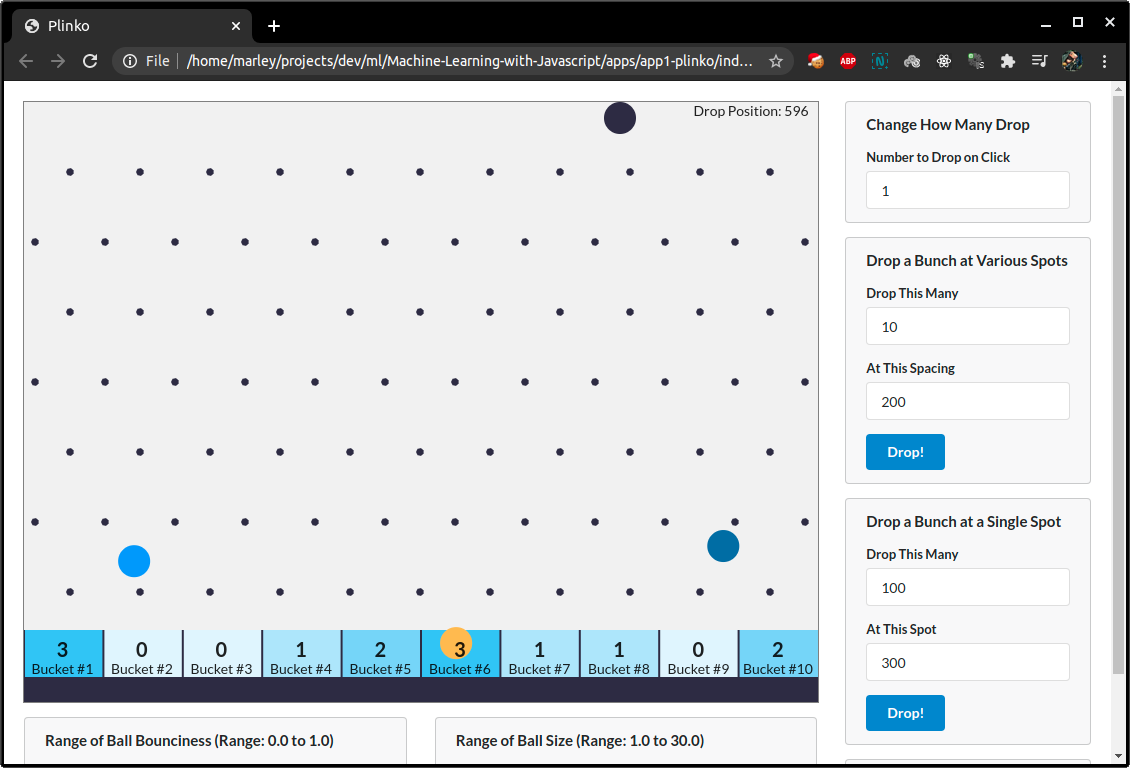 Plinko
File /home/marley/projects/dev/ml/Machine-Learning-with-Javascript/apps/app1-plinko/ind...
ABP
N
Drop Position: 596
3 0 0 1 2 3 1 1 0 2
Bucket #1 Bucket #2 Bucket #3 Bucket #4 Bucket #5 Bucket #6 Bucket #7 Bucket #8 Bucket #9 Bucket #10
Range of Ball Bounciness (Range: 0.0 to 1.0)
Range of Ball Size (Range: 1.0 to 30.0)
Change How Many Drop
Number to Drop on Click
1
Drop a Bunch at Various Spots
Drop This Many
10
At This Spacing
200
Drop!
Drop a Bunch at a Single Spot
Drop This Many
100
At This Spot
300
Drop!